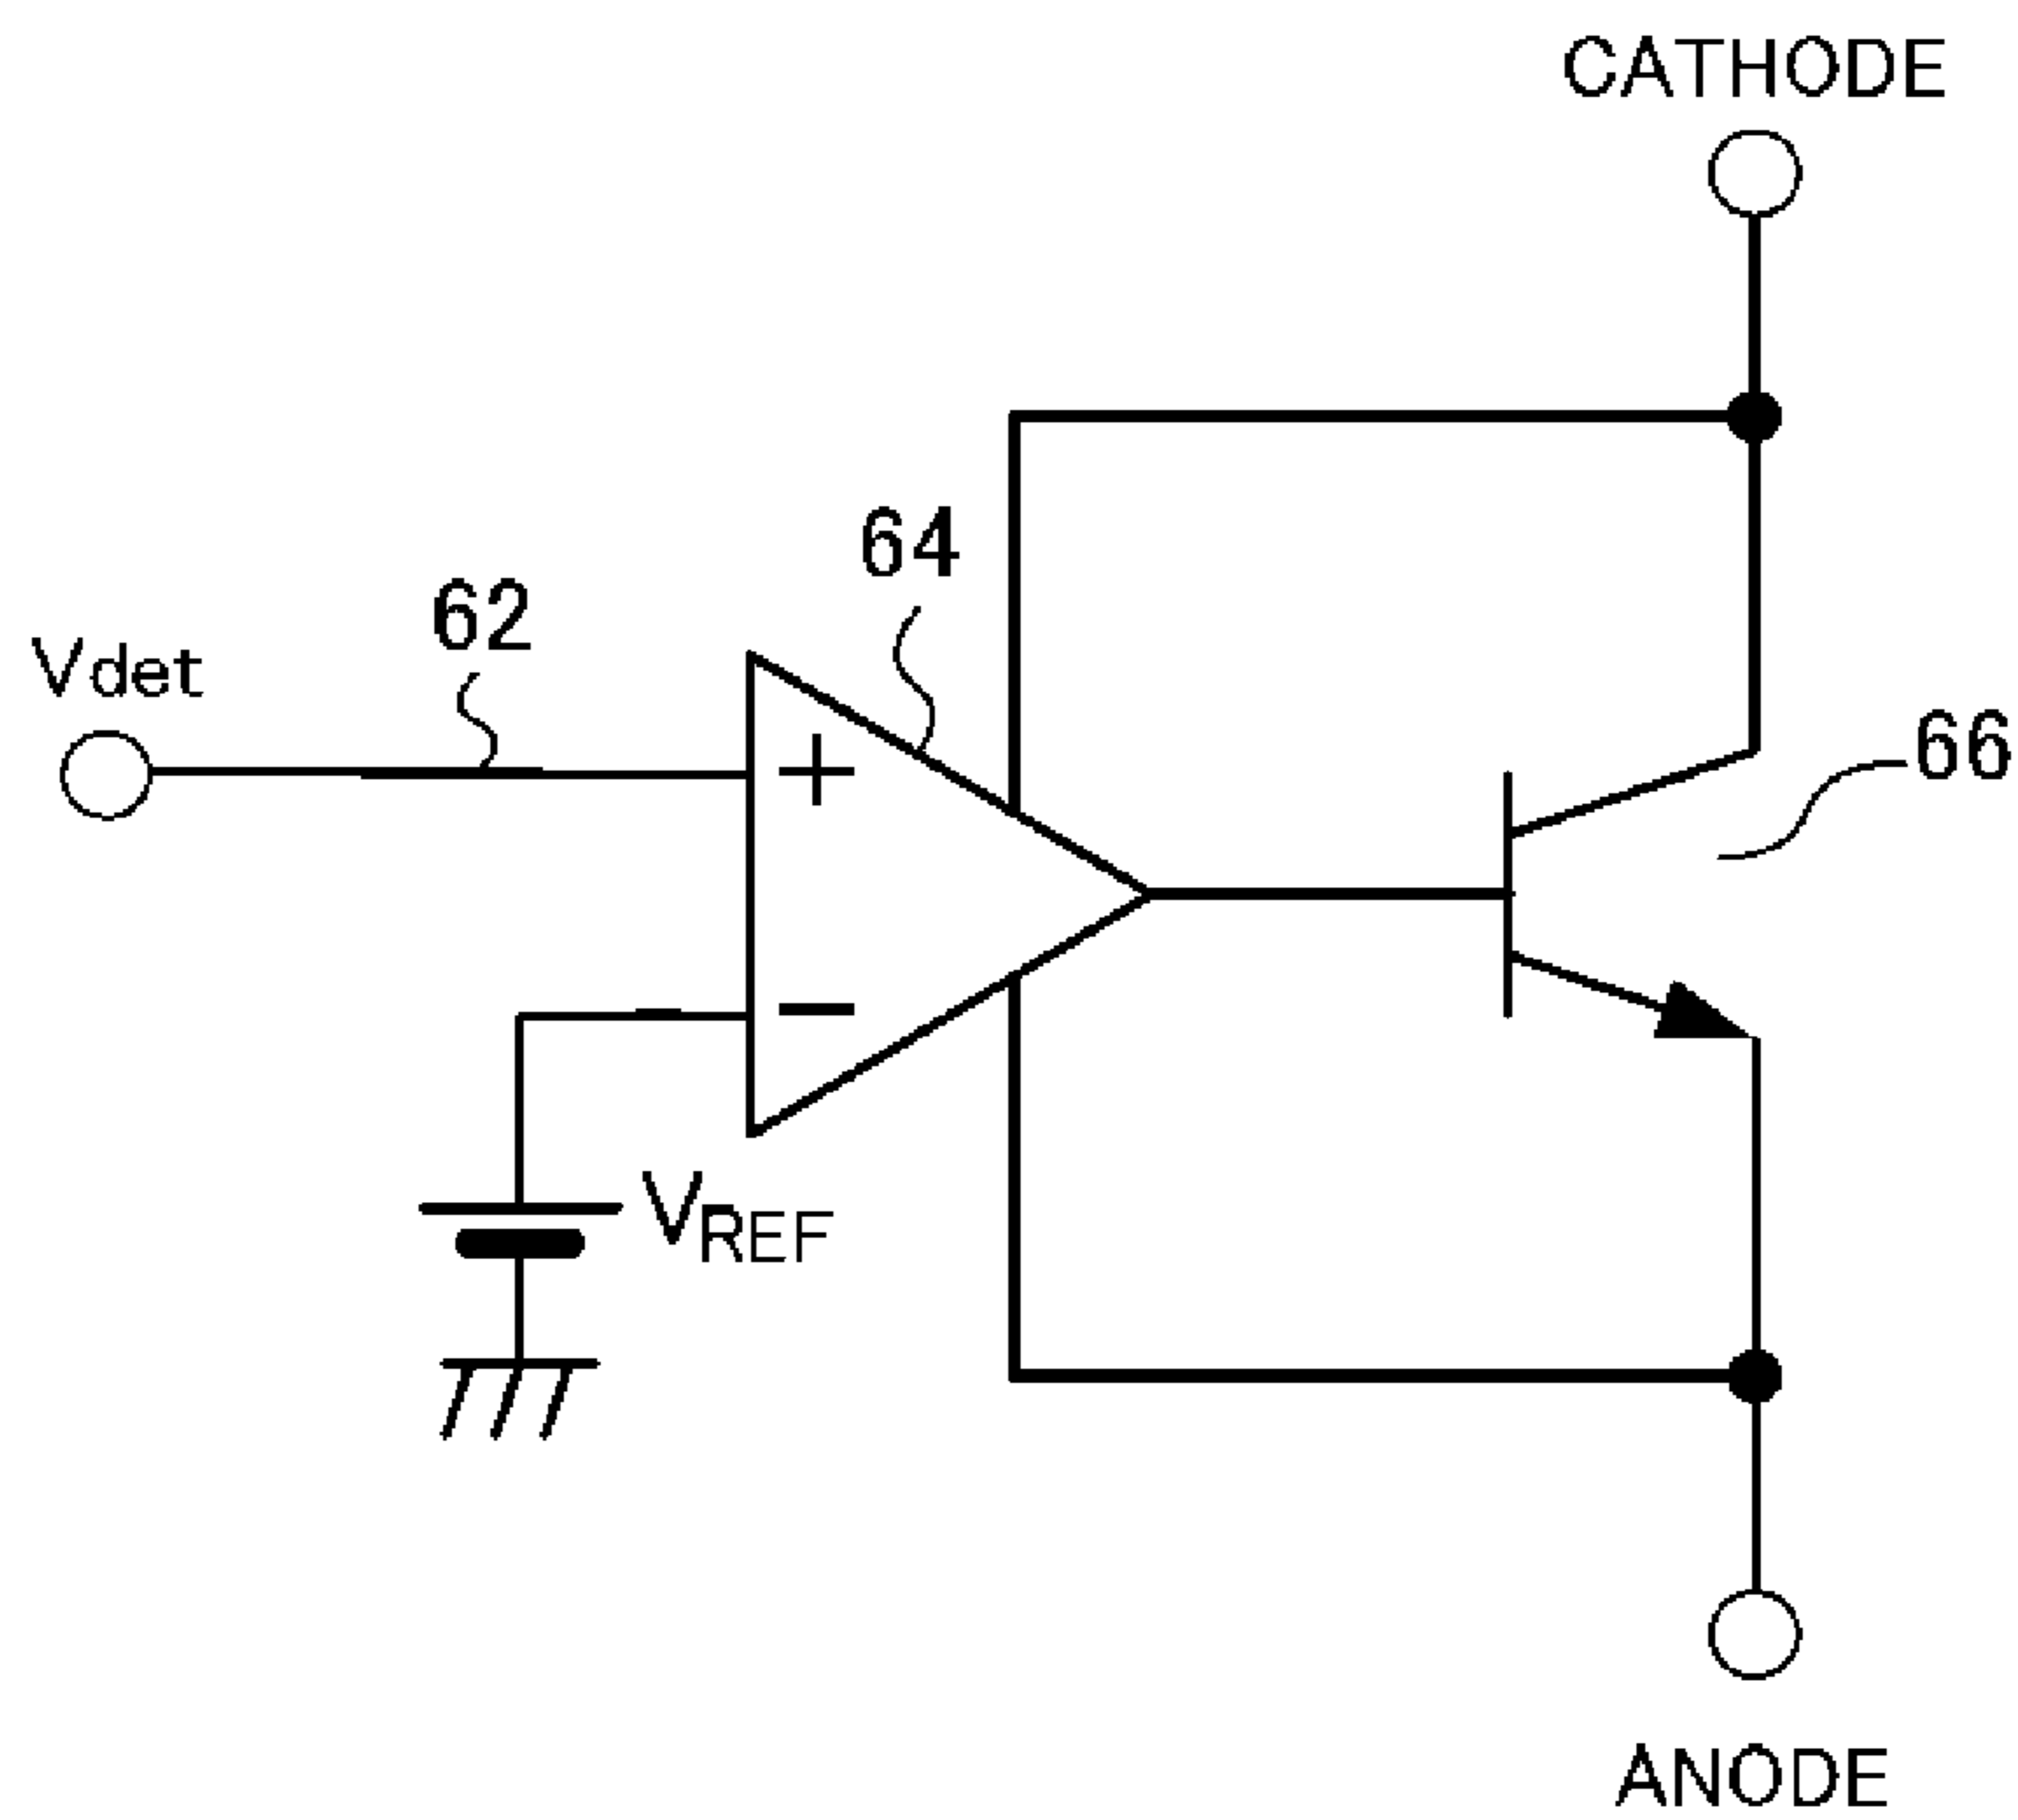 CATHODE
64
62
Vdet
66
+
−
VREF
ANODE